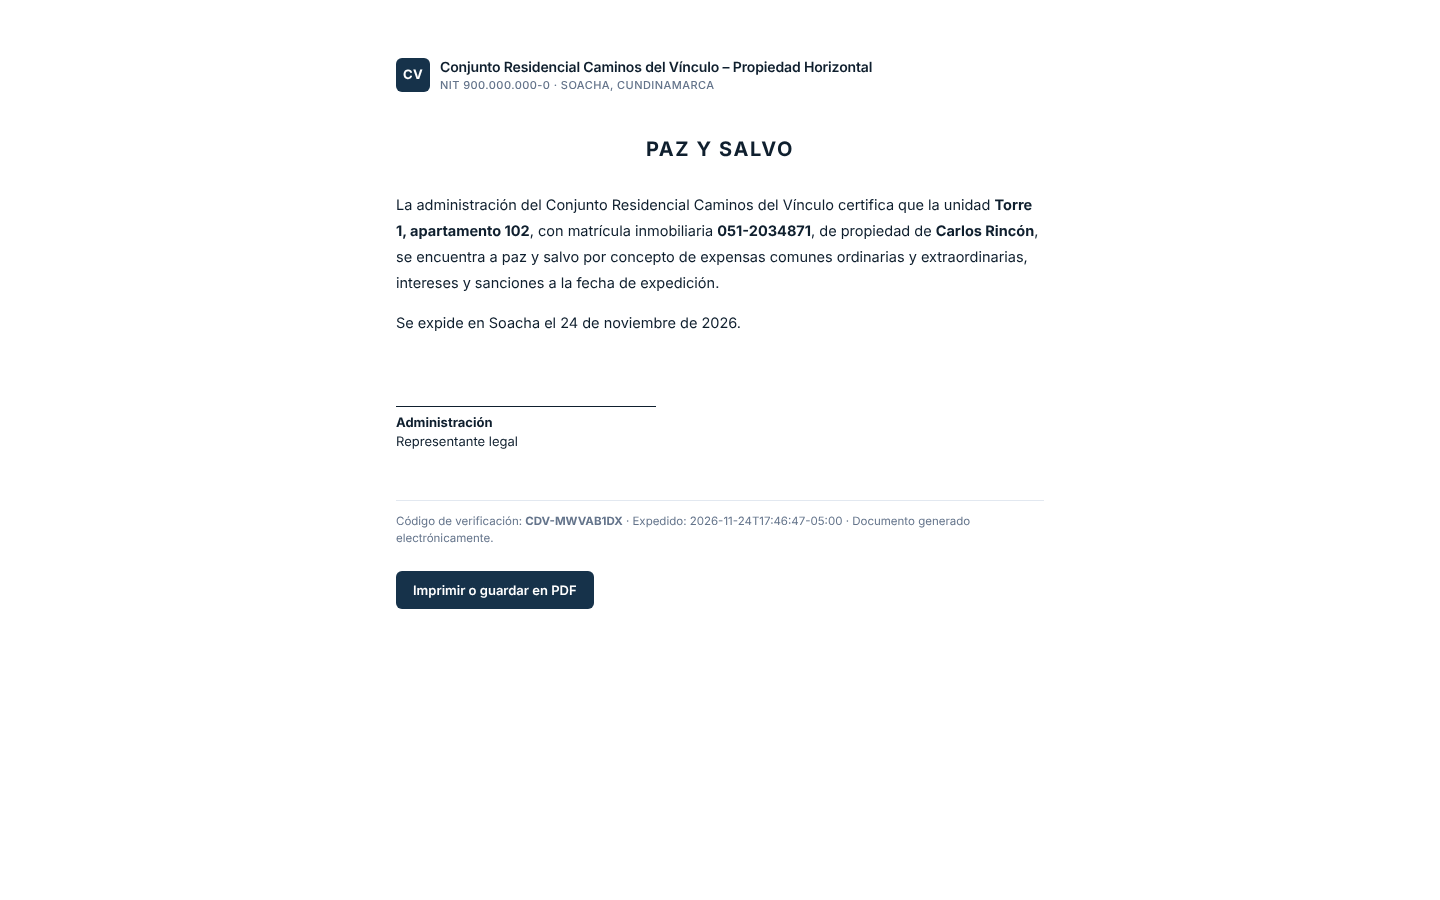 CV
Conjunto Residencial Caminos del Vínculo – Propiedad Horizontal
NIT 900.000.000-0 · SOACHA, CUNDINAMARCA
PAZ Y SALVO
La administración del Conjunto Residencial Caminos del Vínculo certifica que la unidad Torre
1, apartamento 102, con matrícula inmobiliaria 051-2034871, de propiedad de Carlos Rincón,
se encuentra a paz y salvo por concepto de expensas comunes ordinarias y extraordinarias,
intereses y sanciones a la fecha de expedición.
Se expide en Soacha el 24 de noviembre de 2026.
Administración
Representante legal
Código de verificación: CDV-MWVAB1DX · Expedido: 2026-11-24T17:46:47-05:00 · Documento generado
electrónicamente.
Imprimir o guardar en PDF